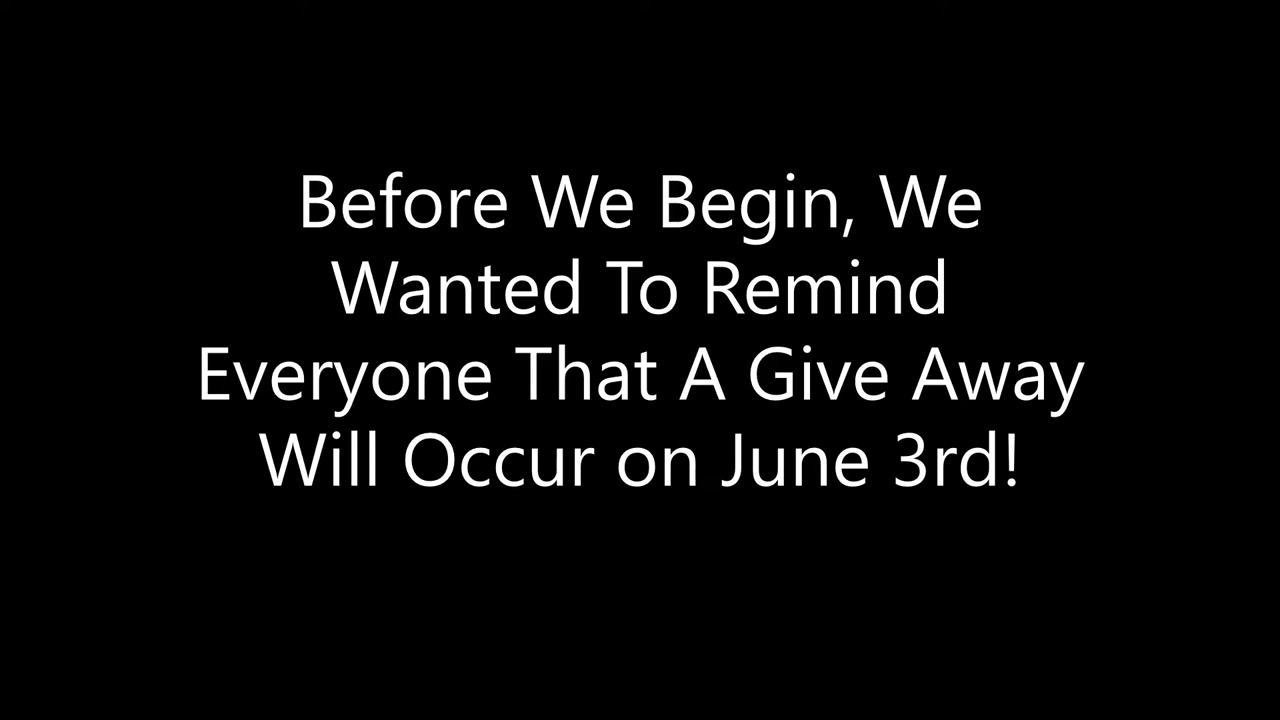 Before We Begin, We
Wanted To Remind
Everyone That A Give Away
Will Occur on June 3rd!